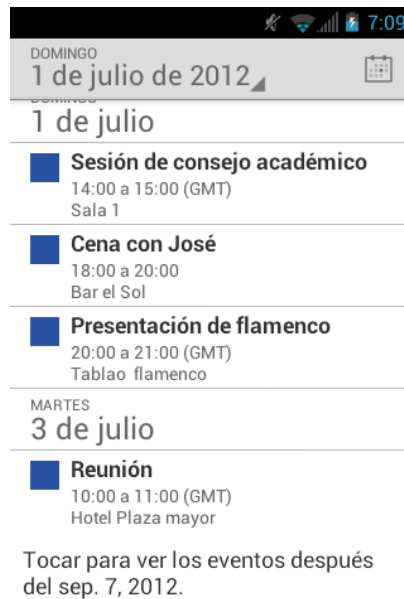 7:09
DOMINGO
1 de julio de 2012
DOMINGO
1 de julio
Sesión de consejo académico
14:00 a 15:00 (GMT)
Sala 1
Cena con José
18:00 a 20:00
Bar el Sol
Presentación de flamenco
20:00 a 21:00 (GMT)
Tablao flamenco
MARTES
3 de julio
Reunión
10:00 a 11:00 (GMT)
Hotel Plaza mayor
Tocar para ver los eventos después
del sep. 7, 2012.